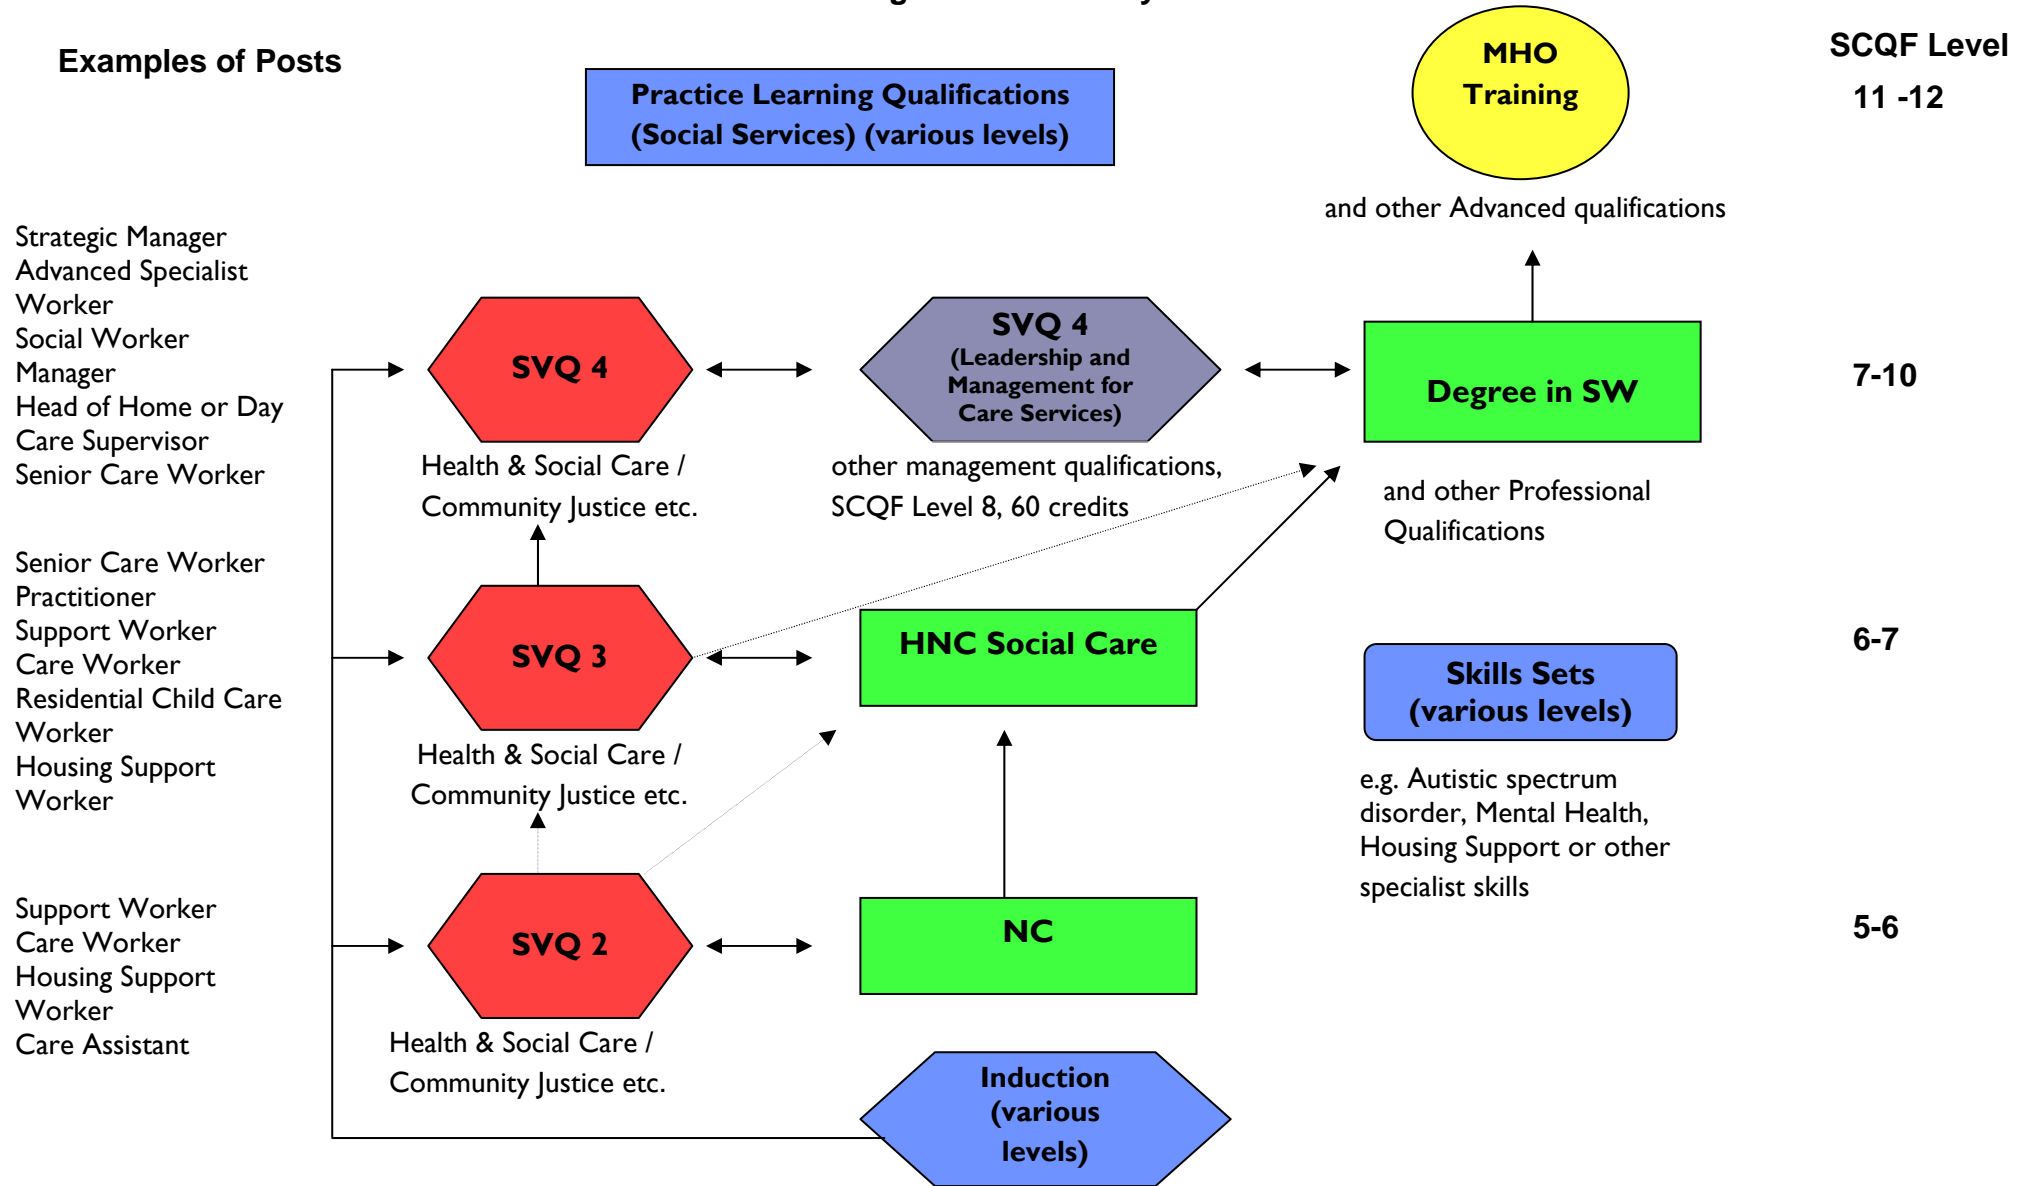 Examples of Posts
SCQF Level
11 -12
Practice Learning Qualifications
(Social Services) (various levels)
MHO
Training
and other Advanced qualifications
Strategic Manager
Advanced Specialist
Worker
Social Worker
Manager
Head of Home or Day
Care Supervisor
Senior Care Worker
SVQ 4
Health & Social Care /
Community Justice etc.
SVQ 4
(Leadership and
Management for
Care Services)
other management qualifications,
SCQF Level 8, 60 credits
Degree in SW
and other Professional
Qualifications
7-10
Senior Care Worker
Practitioner
Support Worker
Care Worker
Residential Child Care
Worker
Housing Support
Worker
SVQ 3
Health & Social Care /
Community Justice etc.
HNC Social Care
Skills Sets
(various levels)
e.g. Autistic spectrum
disorder, Mental Health,
Housing Support or other
specialist skills
6-7
Support Worker
Care Worker
Housing Support
Worker
Care Assistant
SVQ 2
Health & Social Care /
Community Justice etc.
NC
5-6
Induction
(various
levels)